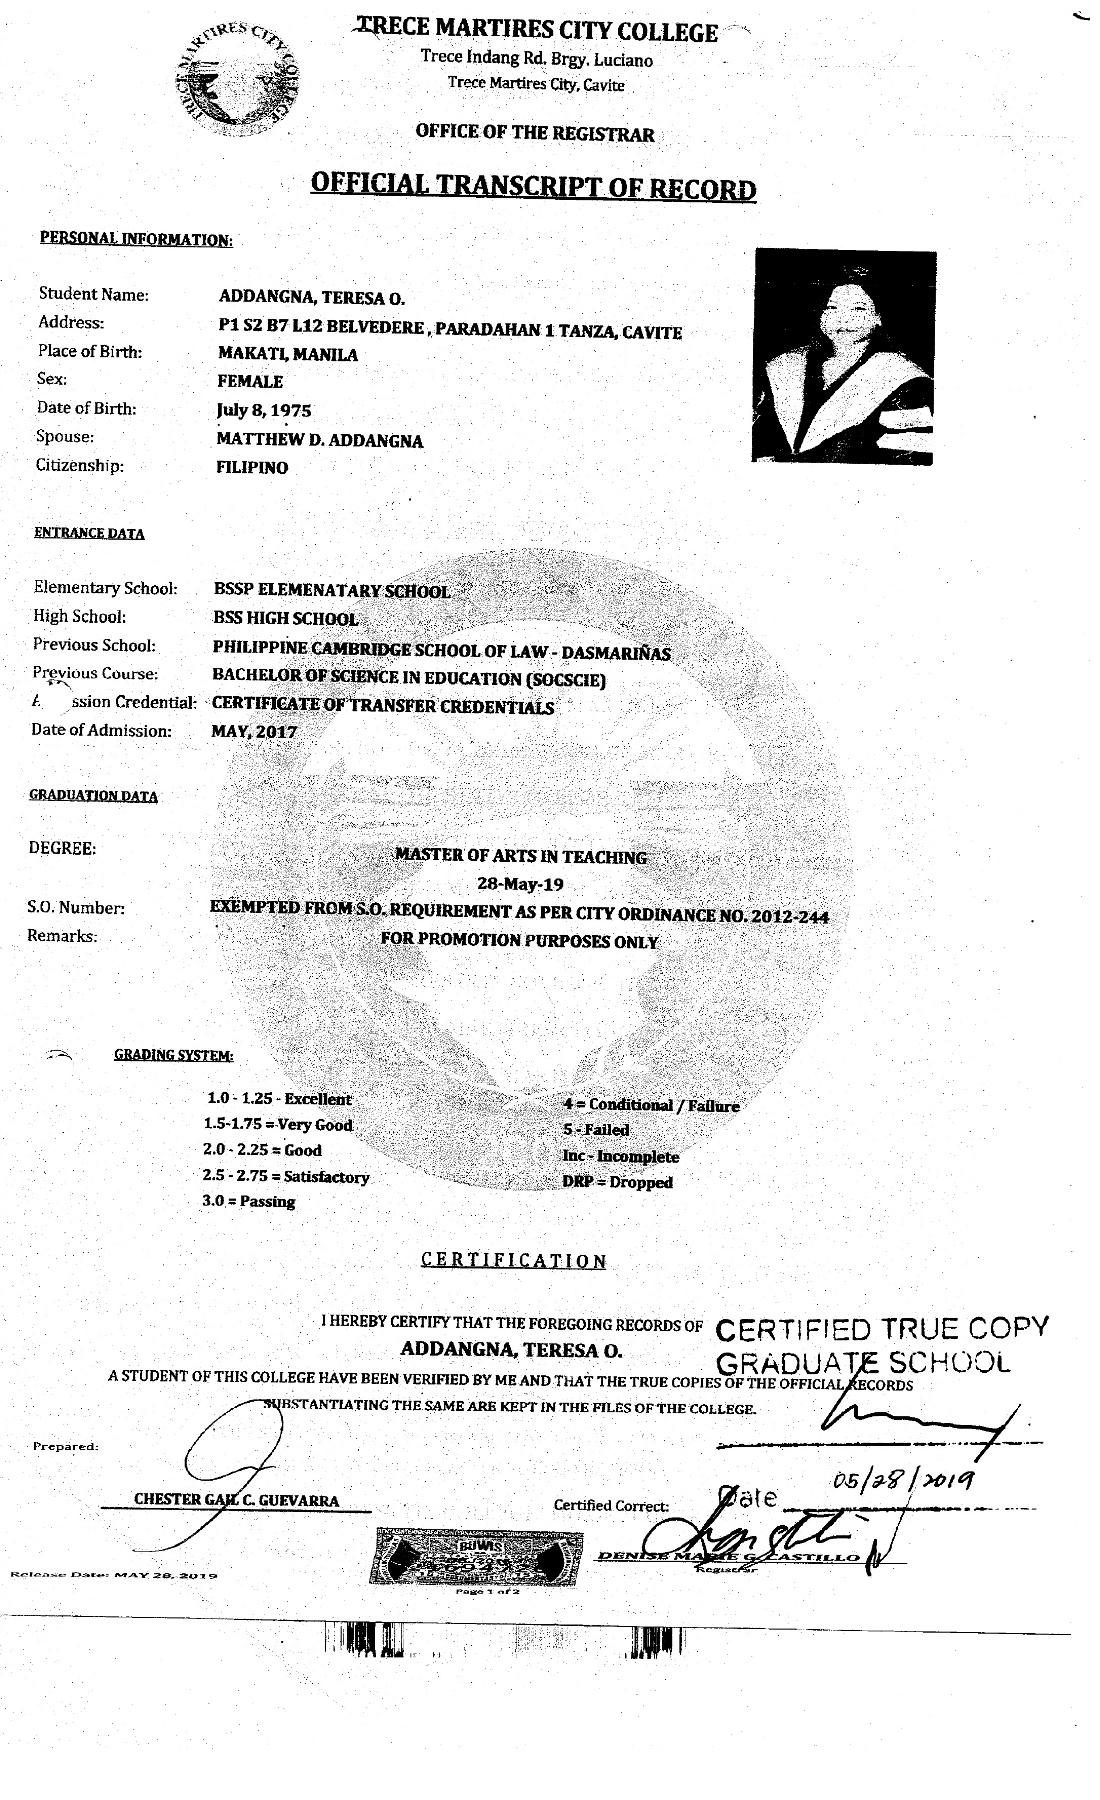 TRECE MARTIRES CITY COLLEGE
Trece Indang Rd. Brgy. Luciano
Trece Martires City, Cavite
TRECE MARTIRES CITY COLLEGE
OFFICE OF THE REGISTRAR
OFFICIAL TRANSCRIPT OF RECORD
PERSONAL INFORMATION:
Student Name: ADDANGNA, TERESA O.
Address: P1 S2 B7 L12 BELVEDERE, PARADAHAN 1 TANZA, CAVITE
Place of Birth: MAKATI, MANILA
Sex: FEMALE
Date of Birth: July 8, 1975
Spouse: MATTHEW D. ADDANGNA
Citizenship: FILIPINO
ENTRANCE DATA
Elementary School: BSSP ELEMENATARY SCHOOL
High School: BSS HIGH SCHOOL
Previous School: PHILIPPINE CAMBRIDGE SCHOOL OF LAW - DASMARIÑAS
Previous Course: BACHELOR OF SCIENCE IN EDUCATION (SOCSCIE)
A ssion Credential: CERTIFICATE OF TRANSFER CREDENTIALS
Date of Admission: MAY, 2017
GRADUATION DATA
DEGREE: MASTER OF ARTS IN TEACHING
28-May-19
S.O. Number: EXEMPTED FROM S.O. REQUIREMENT AS PER CITY ORDINANCE NO. 2012-244
Remarks: FOR PROMOTION PURPOSES ONLY
GRADING SYSTEM:
1.0 - 1.25 - Excellent 4 = Conditional / Failure
1.5-1.75 = Very Good 5 - Failed
2.0 - 2.25 = Good Inc - Incomplete
2.5 - 2.75 = Satisfactory DRP = Dropped
3.0 = Passing
CERTIFICATION
I HEREBY CERTIFY THAT THE FOREGOING RECORDS OF
ADDANGNA, TERESA O.
CERTIFIED TRUE COPY
GRADUATE SCHOOL
A STUDENT OF THIS COLLEGE HAVE BEEN VERIFIED BY ME AND THAT THE TRUE COPIES OF THE OFFICIAL RECORDS
SUBSTANTIATING THE SAME ARE KEPT IN THE FILES OF THE COLLEGE.
Prepared:
CHESTER GAIL C. GUEVARRA
Certified Correct:
Date 05/28/2019
DENISE MARIE G. CASTILLO
Registrar
BUWIS
Release Date: MAY 28, 2019
Page 1 of 2